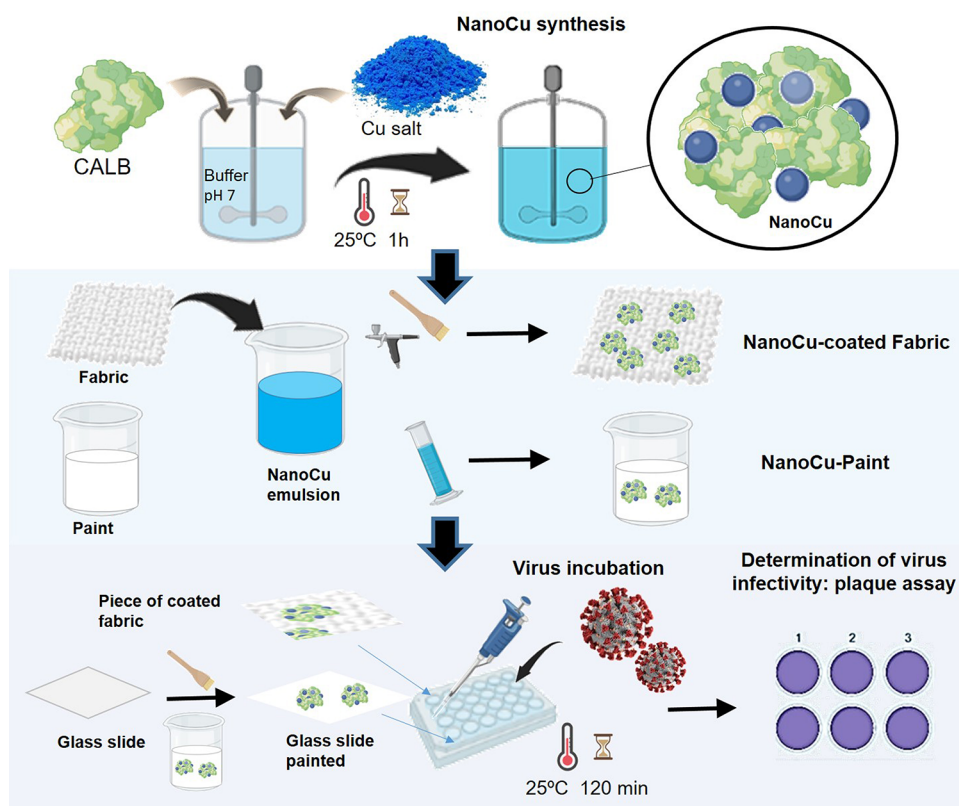 NanoCu synthesis
CALB
Cu salt
Buffer
pH 7
25ºC 1h
NanoCu
Fabric
NanoCu-coated Fabric
NanoCu
emulsion
Paint
NanoCu-Paint
Virus incubation
Determination of virus
infectivity: plaque assay
Piece of coated
fabric
1 2 3
Glass slide
Glass slide
painted
25ºC 120 min